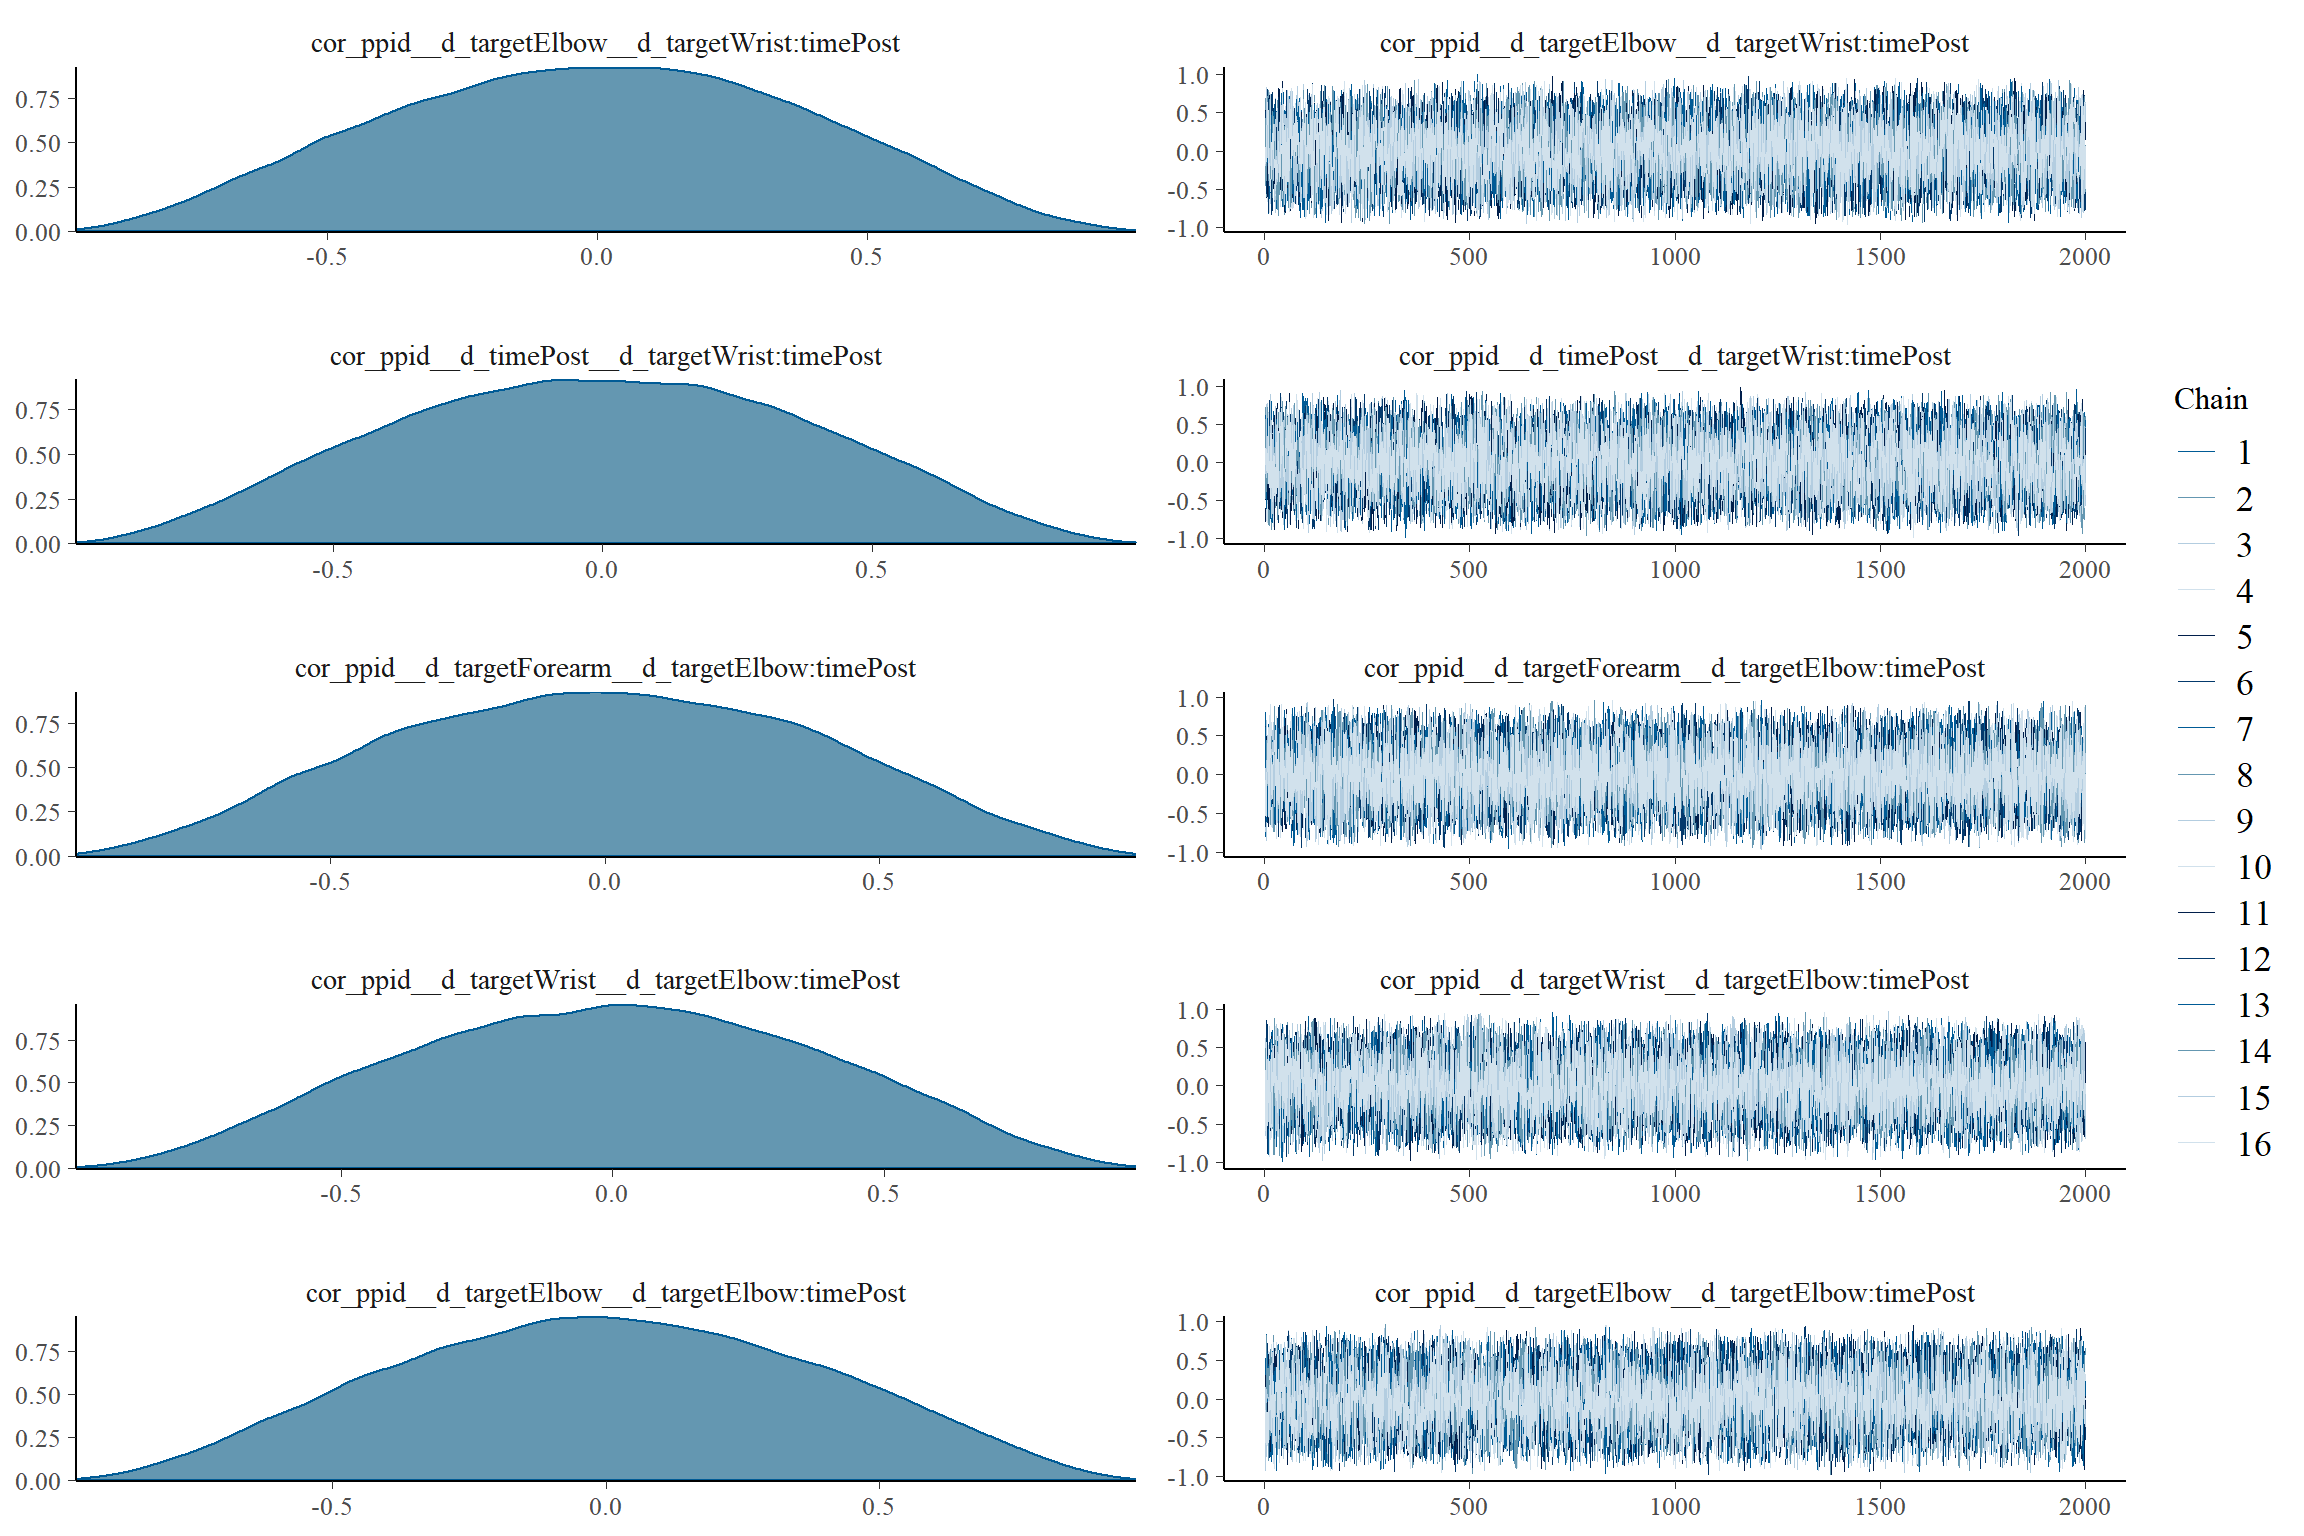 cor_ppid__d_targetElbow__d_targetWrist:timePost
0.75
0.50
0.25
0.00
-0.5 0.0 0.5
cor_ppid__d_targetElbow__d_targetWrist:timePost
1.0
0.5
0.0
-0.5
-1.0
0 500 1000 1500 2000
cor_ppid__d_timePost__d_targetWrist:timePost
0.75
0.50
0.25
0.00
-0.5 0.0 0.5
cor_ppid__d_timePost__d_targetWrist:timePost
1.0
0.5
0.0
-0.5
-1.0
0 500 1000 1500 2000
cor_ppid__d_targetForearm__d_targetElbow:timePost
0.75
0.50
0.25
0.00
-0.5 0.0 0.5
cor_ppid__d_targetForearm__d_targetElbow:timePost
1.0
0.5
0.0
-0.5
-1.0
0 500 1000 1500 2000
cor_ppid__d_targetWrist__d_targetElbow:timePost
0.75
0.50
0.25
0.00
-0.5 0.0 0.5
cor_ppid__d_targetWrist__d_targetElbow:timePost
1.0
0.5
0.0
-0.5
-1.0
0 500 1000 1500 2000
cor_ppid__d_targetElbow__d_targetElbow:timePost
0.75
0.50
0.25
0.00
-0.5 0.0 0.5
cor_ppid__d_targetElbow__d_targetElbow:timePost
1.0
0.5
0.0
-0.5
-1.0
0 500 1000 1500 2000
Chain
1
2
3
4
5
6
7
8
9
10
11
12
13
14
15
16